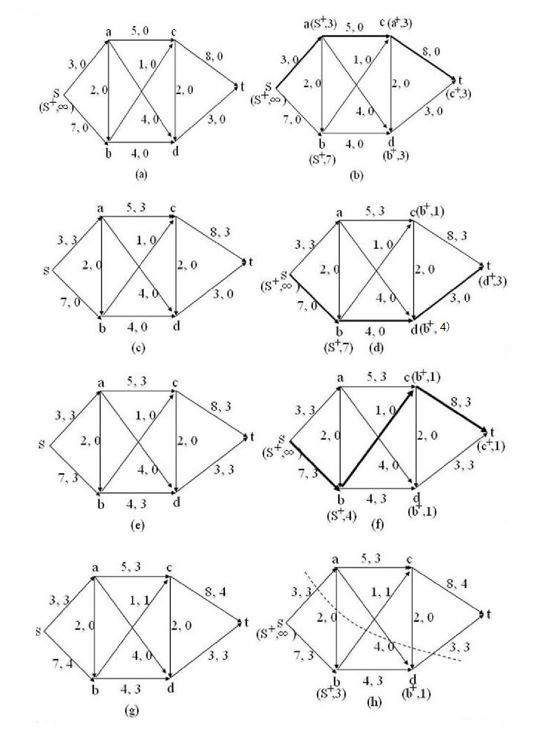 a 5, 0 c
3, 0 1, 0 8, 0
S 2, 0 2, 0 t
(S⁺,∞)
7, 0 4, 0 3, 0
b 4, 0 d
(a)
a(S⁺,3) 5, 0 c (a⁺,3)
3, 0 1, 0 8, 0
S 2, 0 2, 0 t
(S⁺,∞) (c⁺,3)
7, 0 4, 0 3, 0
b 4, 0 d
(S⁺,7) (b⁺,3)
(b)
a 5, 3 c
3, 3 1, 0 8, 3
S 2, 0 2, 0 t
7, 0 4, 0 3, 0
b 4, 0 d
(c)
a 5, 3 c(b⁺,1)
3, 3 1, 0 8, 3
S 2, 0 2, 0 t
(S⁺,∞) (d⁺,3)
7, 0 4, 0 3, 0
b 4, 0 d(b⁺, 4)
(S⁺,7) (d)
a 5, 3 c
3, 3 1, 0 8, 3
S 2, 0 2, 0 t
7, 3 4, 0 3, 3
b 4, 3 d
(e)
a 5, 3 c(b⁺,1)
3, 3 1, 0 8, 3
S 2, 0 2, 0 t
(S⁺,∞) (c⁺,1)
7, 3 4, 0 3, 3
b 4, 3 d
(S⁺,4) (b⁺,1)
(f)
a 5, 3 c
3, 3 1, 1 8, 4
S 2, 0 2, 0 t
7, 4 4, 0 3, 3
b 4, 3 d
(g)
a 5, 3 c
3, 3 1, 1 8, 4
S 2, 0 2, 0 t
(S⁺,∞)
7, 3 4, 0 3, 3
b 4, 3 d
(S⁺,3) (b⁺,1)
(h)